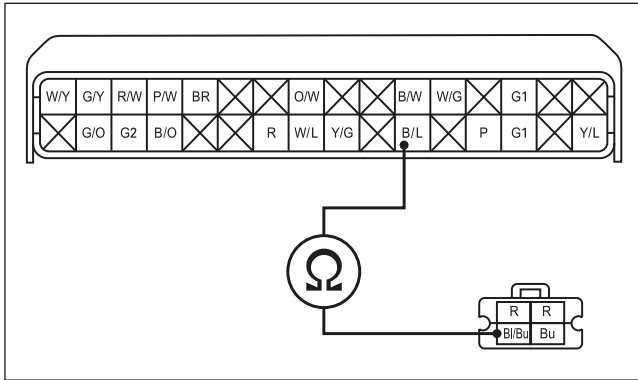 W/Y G/Y R/W P/W BR O/W B/W W/G G1
G/O G2 B/O R W/L Y/G B/L P G1 Y/L
Ω
R R
Bl/Bu Bu